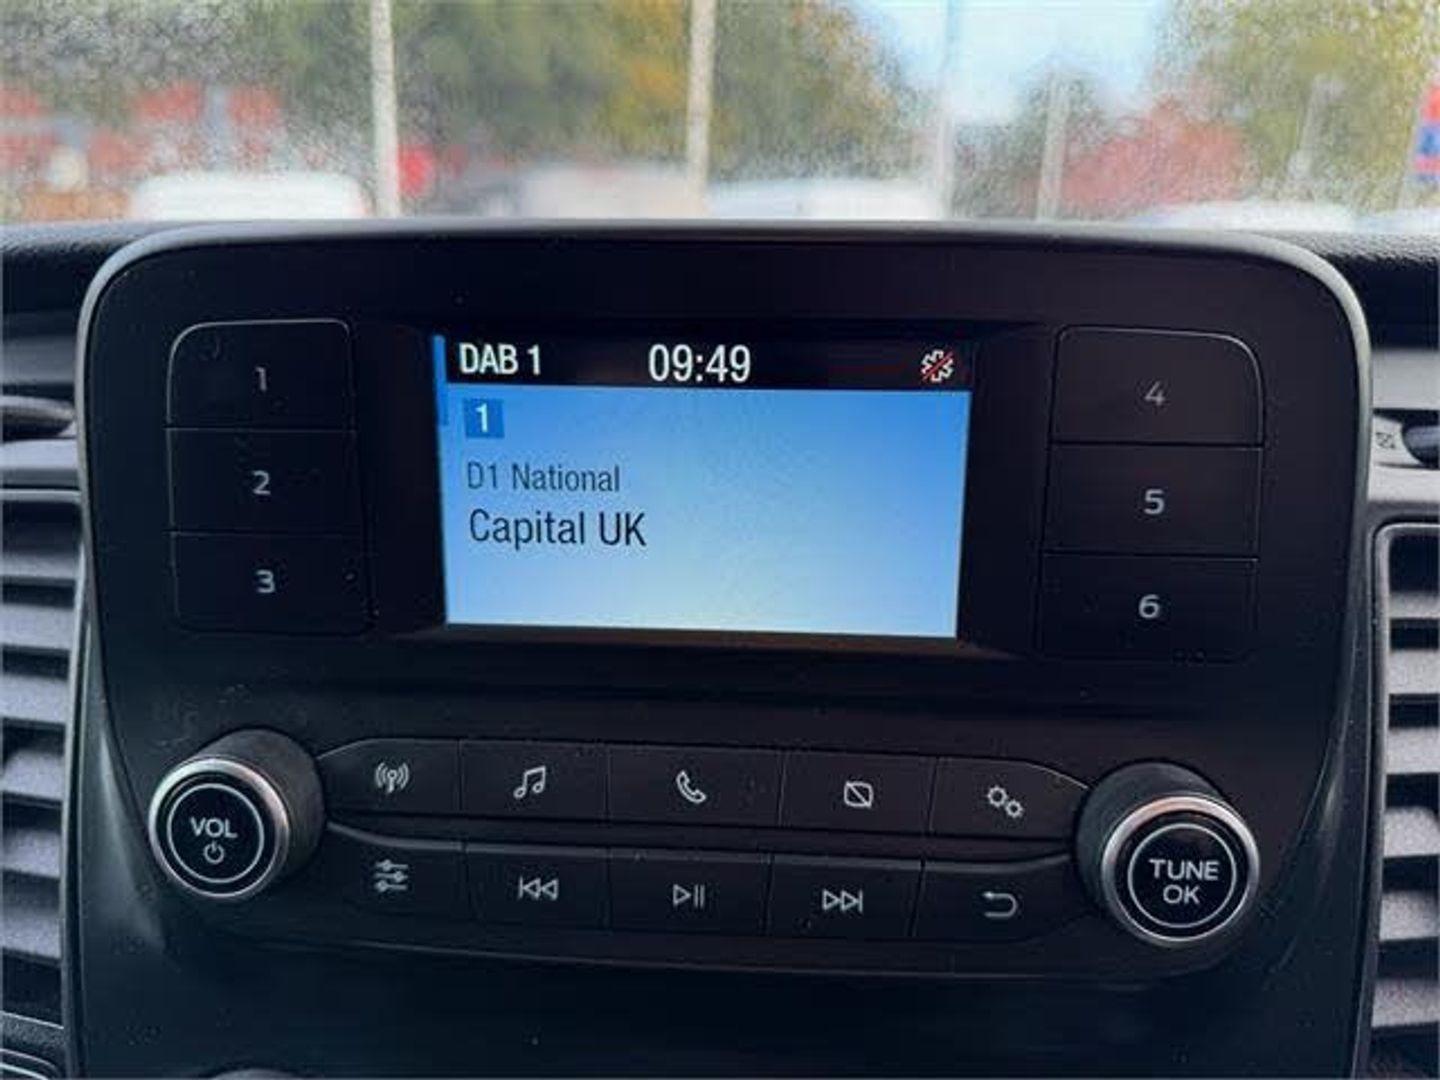 DAB 1 09:49
1
D1 National
Capital UK
1
2
3
4
5
6
VOL
TUNE
OK